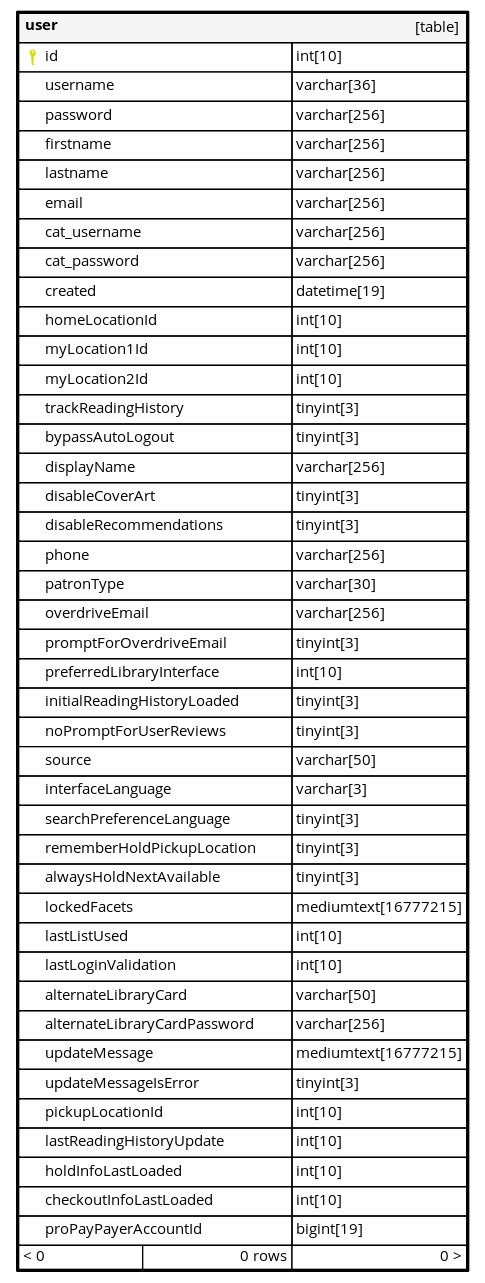 user [table]
id int[10]
username varchar[36]
password varchar[256]
firstname varchar[256]
lastname varchar[256]
email varchar[256]
cat_username varchar[256]
cat_password varchar[256]
created datetime[19]
homeLocationId int[10]
myLocation1Id int[10]
myLocation2Id int[10]
trackReadingHistory tinyint[3]
bypassAutoLogout tinyint[3]
displayName varchar[256]
disableCoverArt tinyint[3]
disableRecommendations tinyint[3]
phone varchar[256]
patronType varchar[30]
overdriveEmail varchar[256]
promptForOverdriveEmail tinyint[3]
preferredLibraryInterface int[10]
initialReadingHistoryLoaded tinyint[3]
noPromptForUserReviews tinyint[3]
source varchar[50]
interfaceLanguage varchar[3]
searchPreferenceLanguage tinyint[3]
rememberHoldPickupLocation tinyint[3]
alwaysHoldNextAvailable tinyint[3]
lockedFacets mediumtext[16777215]
lastListUsed int[10]
lastLoginValidation int[10]
alternateLibraryCard varchar[50]
alternateLibraryCardPassword varchar[256]
updateMessage mediumtext[16777215]
updateMessageIsError tinyint[3]
pickupLocationId int[10]
lastReadingHistoryUpdate int[10]
holdInfoLastLoaded int[10]
checkoutInfoLastLoaded int[10]
proPayPayerAccountId bigint[19]
< 0 0 rows 0 >